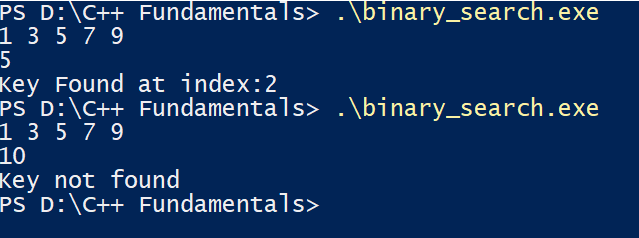 PS D:\C++ Fundamentals> .\binary_search.exe
1 3 5 7 9
5
Key Found at index:2
PS D:\C++ Fundamentals> .\binary_search.exe
1 3 5 7 9
10
Key not found
PS D:\C++ Fundamentals>